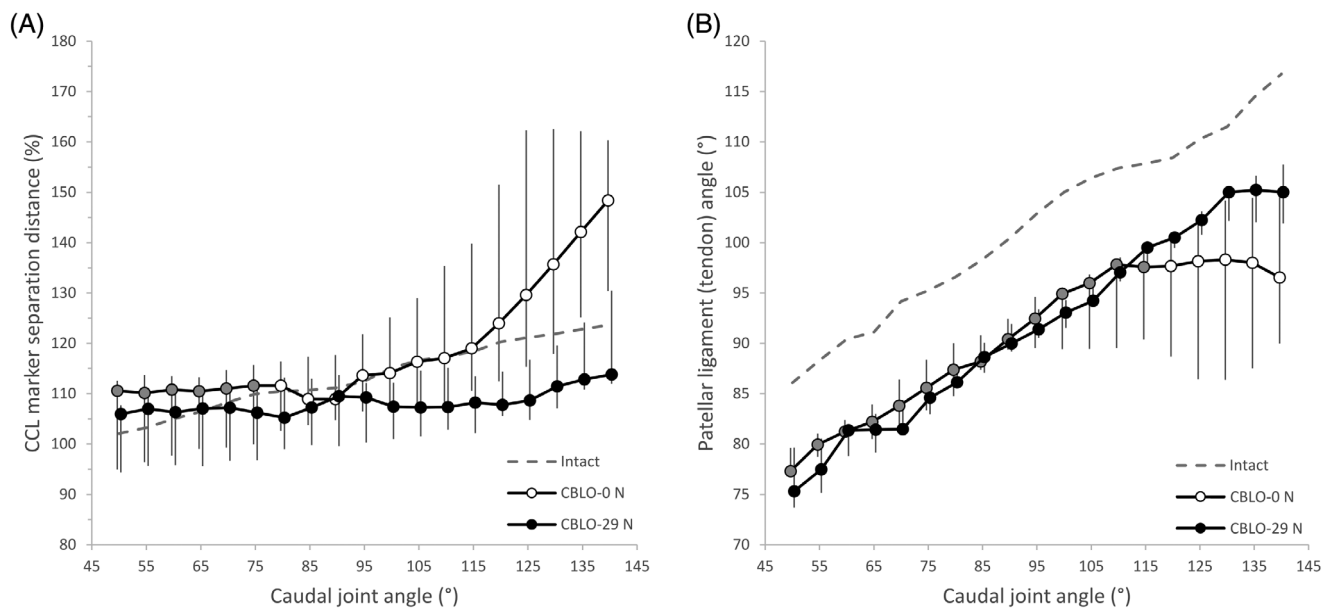 (A)
CCL marker separation distance (%)
180
170
160
150
140
130
120
110
100
90
80
45 55 65 75 85 95 105 115 125 135 145
Caudal joint angle (°)
Intact
CBLO-0 N
CBLO-29 N
(B)
Patellar ligament (tendon) angle (°)
120
115
110
105
100
95
90
85
80
75
70
45 55 65 75 85 95 105 115 125 135 145
Caudal joint angle (°)
Intact
CBLO-0 N
CBLO-29 N